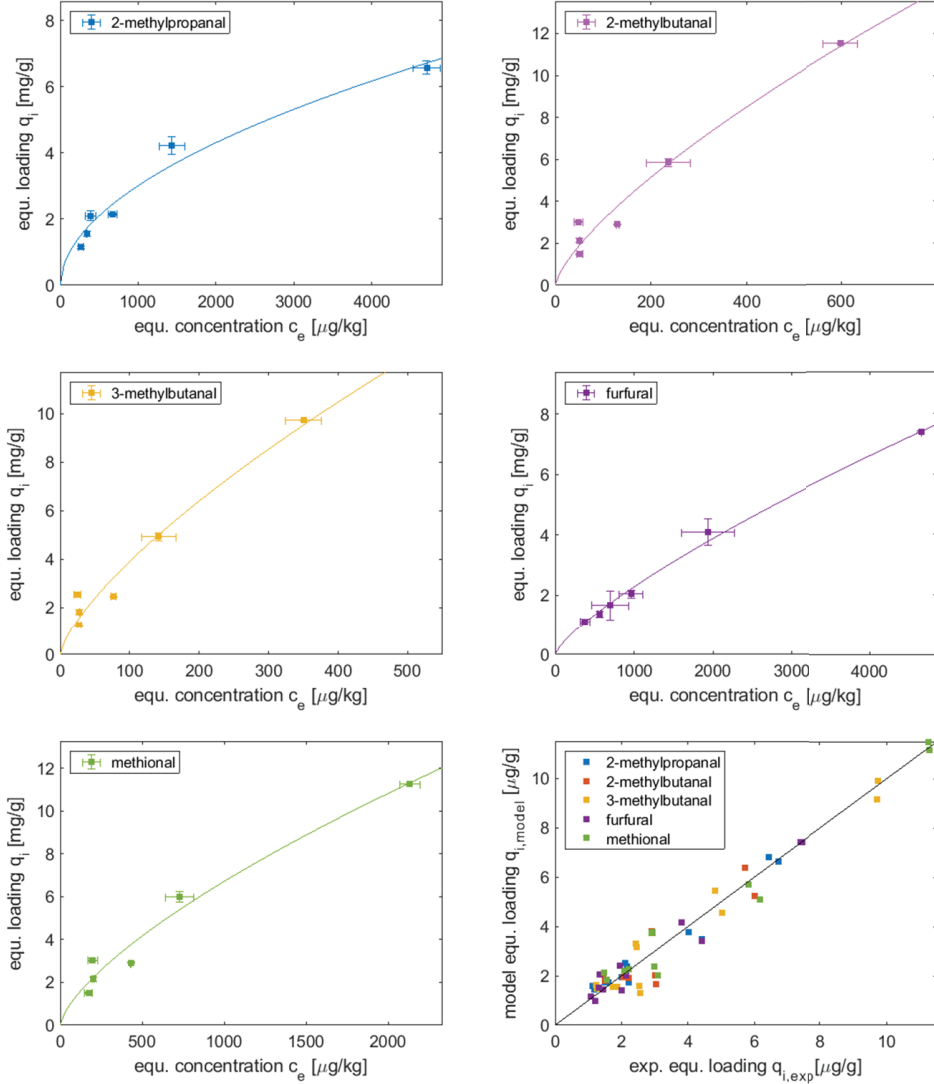 2-methylpropanal
equ. loading q_i [mg/g]
0 2 4 6 8
0 1000 2000 3000 4000
equ. concentration c_e [µg/kg]
2-methylbutanal
equ. loading q_i [mg/g]
0 2 4 6 8 10 12
0 200 400 600
equ. concentration c_e [µg/kg]
3-methylbutanal
equ. loading q_i [mg/g]
0 2 4 6 8 10
0 100 200 300 400 500
equ. concentration c_e [µg/kg]
furfural
equ. loading q_i [mg/g]
0 2 4 6 8
0 1000 2000 3000 4000
equ. concentration c_e [µg/kg]
methional
equ. loading q_i [mg/g]
0 2 4 6 8 10 12
0 500 1000 1500 2000
equ. concentration c_e [µg/kg]
2-methylpropanal
2-methylbutanal
3-methylbutanal
furfural
methional
model equ. loading q_i,model [µg/g]
0 2 4 6 8 10
0 2 4 6 8 10
exp. equ. loading q_i,exp[µg/g]